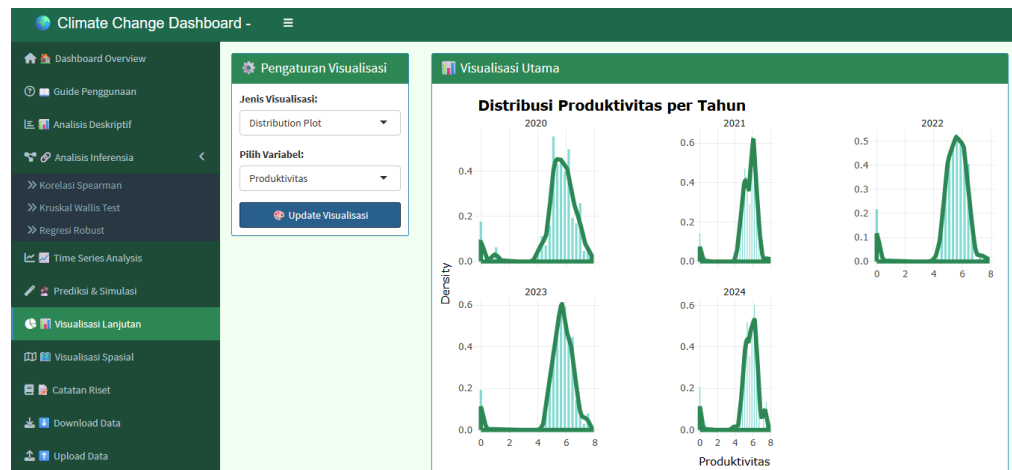 Climate Change Dashboard -
Dashboard Overview
Guide Penggunaan
Analisis Deskriptif
Analisis Inferensia
Korelasi Spearman
Kruskal Wallis Test
Regresi Robust
Time Series Analysis
Prediksi & Simulasi
Visualisasi Lanjutan
Visualisasi Spasial
Catatan Riset
Download Data
Upload Data
Pengaturan Visualisasi
Jenis Visualisasi:
Distribution Plot
Pilih Variabel:
Produktivitas
Update Visualisasi
Visualisasi Utama
Distribusi Produktivitas per Tahun
2020
0.4
0.2
0.0
2021
0.6
0.4
0.2
0.0
2022
0.5
0.4
0.3
0.2
0.1
0.0
0 2 4 6 8
Density
2023
0.6
0.4
0.2
0.0
0 2 4 6 8
2024
0.6
0.4
0.2
0.0
0 2 4 6 8
Produktivitas